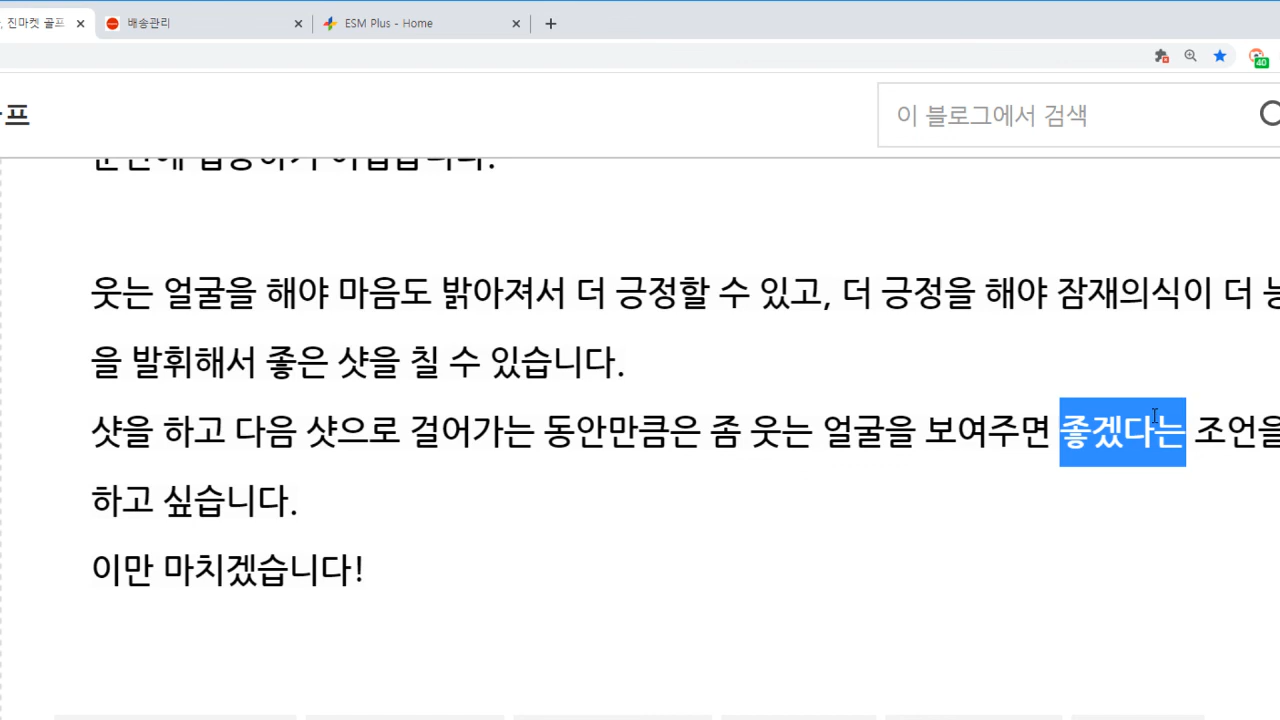 진마켓 골프
배송관리
ESM Plus - Home
40
프
이 블로그에서 검색
웃는 얼굴을 해야 마음도 밝아져서 더 긍정할 수 있고, 더 긍정을 해야 잠재의식이 더
을 발휘해서 좋은 샷을 칠 수 있습니다.
샷을 하고 다음 샷으로 걸어가는 동안만큼은 좀 웃는 얼굴을 보여주면 좋겠다는 조언을
하고 싶습니다.
이만 마치겠습니다!